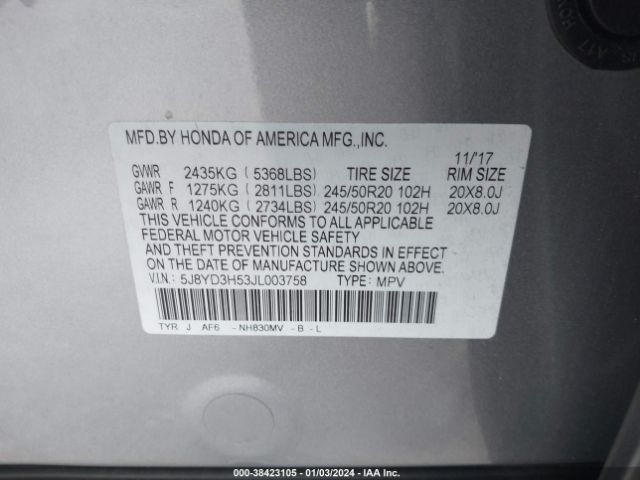 MFD.BY HONDA OF AMERICA MFG.,INC.
11/'17
GVWR 2435KG ( 5368LBS) TIRE SIZE RIM SIZE
GAWR F 1275KG ( 2811LBS) 245/50R20 102H 20X8.0J
GAWR R 1240KG ( 2734LBS) 245/50R20 102H 20X8.0J
THIS VEHICLE CONFORMS TO ALL APPLICABLE
FEDERAL MOTOR VEHICLE SAFETY
AND THEFT PREVENTION STANDARDS IN EFFECT
ON THE DATE OF MANUFACTURE SHOWN ABOVE.
V.I.N.: 5J8YD3H53JL003758 TYPE: MPV
TYR J AF6 -NH830MV -B -L
000-38423105 - 01/03/2024 - IAA Inc.